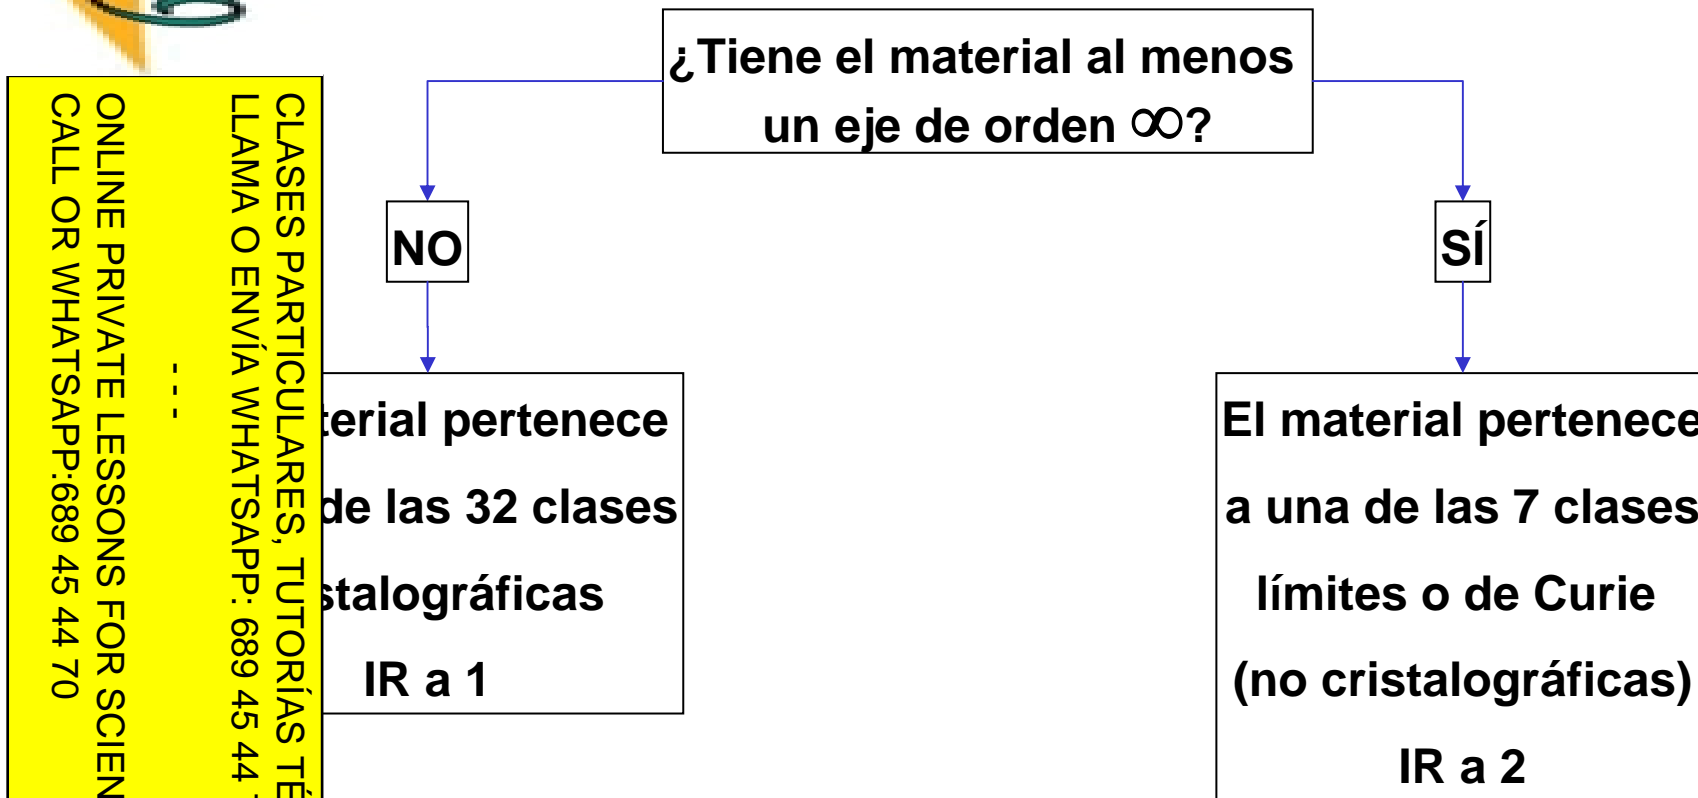 ¿Tiene el material al menos
un eje de orden ∞?
NO
SÍ
pertenece
de las 32 clases
IR a 1
El material pertenece
a una de las 7 clases
límites o de Curie
(no cristalográficas)
IR a 2
CLASES PARTICULARES, TUTORÍAS
LLAMA O ENVÍA WHATSAPP: 689 45 44
- - -
ONLINE PRIVATE LESSONS FOR
CALL OR WHATSAPP:689 45 44 70